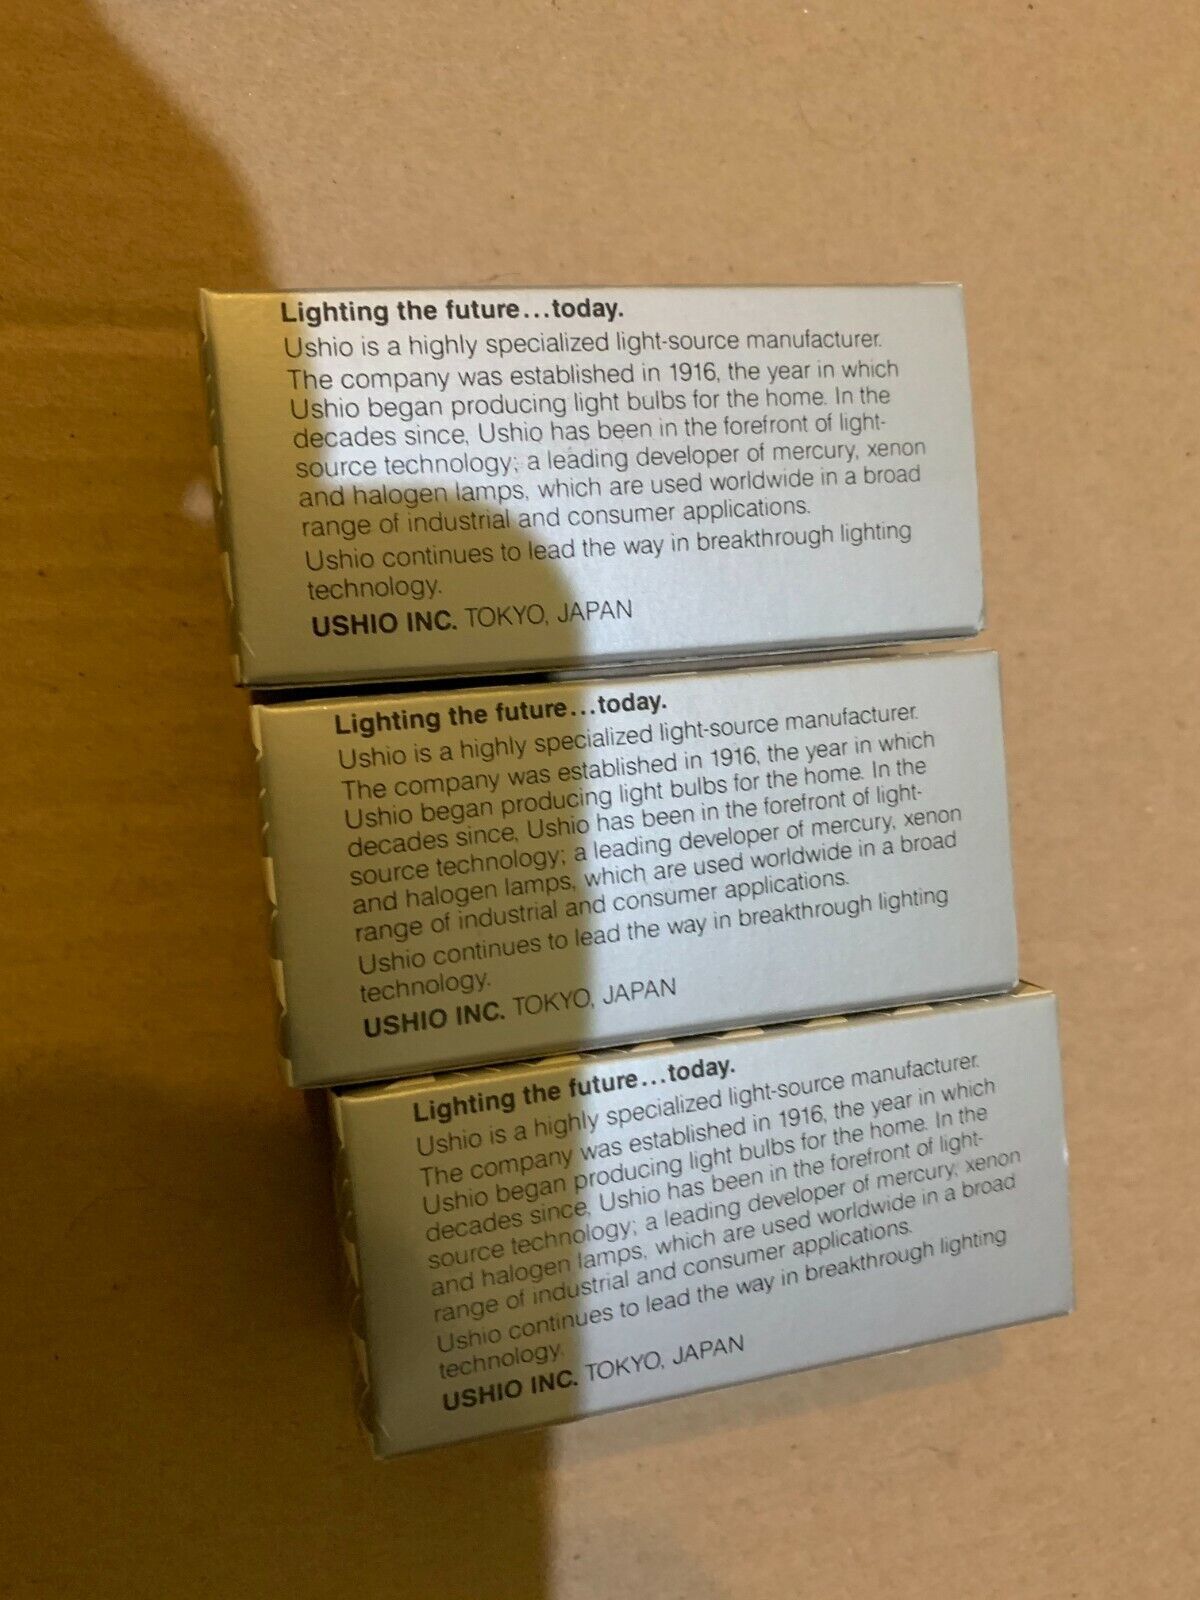 Lighting the future...today.
Ushio is a highly specialized light-source manufacturer.
The company was established in 1916, the year in which
Ushio began producing light bulbs for the home. In the
decades since, Ushio has been in the forefront of light-
source technology; a leading developer of mercury, xenon
and halogen lamps, which are used worldwide in a broad
range of industrial and consumer applications.
Ushio continues to lead the way in breakthrough lighting
technology.
USHIO INC. TOKYO, JAPAN
Lighting the future...today.
Ushio is a highly specialized light-source manufacturer.
The company was established in 1916, the year in which
Ushio began producing light bulbs for the home. In the
decades since, Ushio has been in the forefront of light-
source technology; a leading developer of mercury, xenon
and halogen lamps, which are used worldwide in a broad
range of industrial and consumer applications.
Ushio continues to lead the way in breakthrough lighting
technology.
USHIO INC. TOKYO, JAPAN
Lighting the future...today.
Ushio is a highly specialized light-source manufacturer.
The company was established in 1916, the year in which
Ushio began producing light bulbs for the home. In the
decades since, Ushio has been in the forefront of light-
source technology; a leading developer of mercury, xenon
and halogen lamps, which are used worldwide in a broad
range of industrial and consumer applications.
Ushio continues to lead the way in breakthrough lighting
technology.
USHIO INC. TOKYO, JAPAN